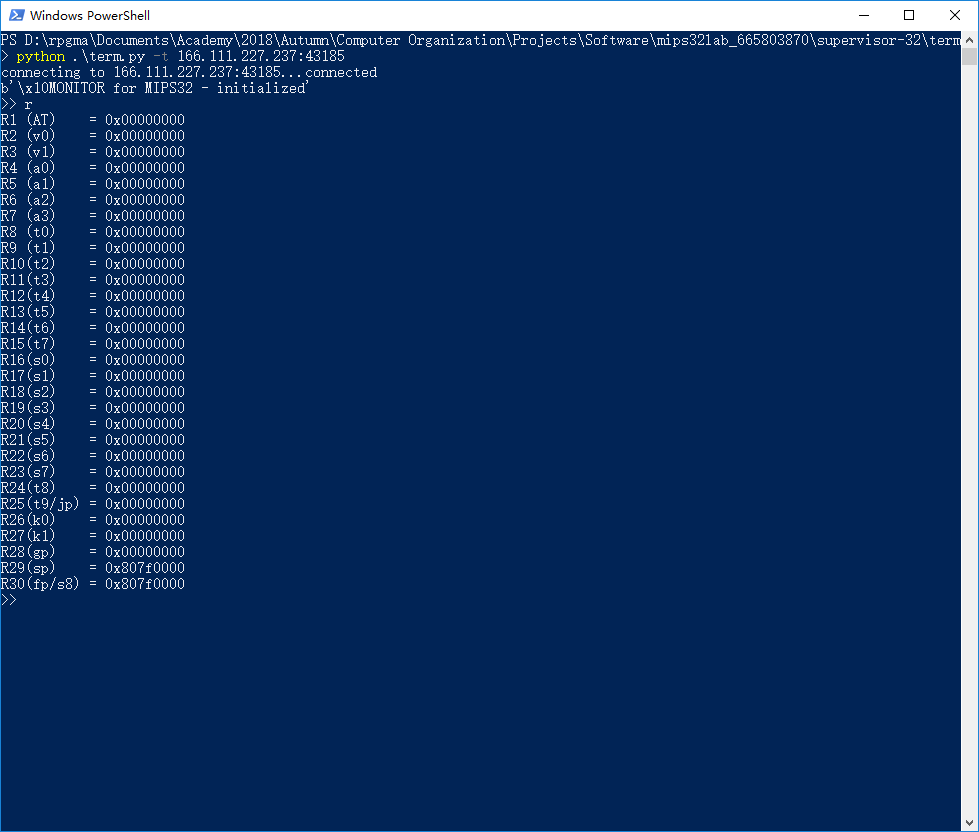 Windows PowerShell
PS D:\rpgma\Documents\Academy\2018\Autumn\Computer Organization\Projects\Software\mips32lab_665803870\supervisor-32\term
> python .\term.py -t 166.111.227.237:43185
connecting to 166.111.227.237:43185...connected
b'\x10MONITOR for MIPS32 - initialized'
>> r
R1 (AT)    = 0x00000000
R2 (v0)    = 0x00000000
R3 (v1)    = 0x00000000
R4 (a0)    = 0x00000000
R5 (a1)    = 0x00000000
R6 (a2)    = 0x00000000
R7 (a3)    = 0x00000000
R8 (t0)    = 0x00000000
R9 (t1)    = 0x00000000
R10(t2)    = 0x00000000
R11(t3)    = 0x00000000
R12(t4)    = 0x00000000
R13(t5)    = 0x00000000
R14(t6)    = 0x00000000
R15(t7)    = 0x00000000
R16(s0)    = 0x00000000
R17(s1)    = 0x00000000
R18(s2)    = 0x00000000
R19(s3)    = 0x00000000
R20(s4)    = 0x00000000
R21(s5)    = 0x00000000
R22(s6)    = 0x00000000
R23(s7)    = 0x00000000
R24(t8)    = 0x00000000
R25(t9/jp) = 0x00000000
R26(k0)    = 0x00000000
R27(k1)    = 0x00000000
R28(gp)    = 0x00000000
R29(sp)    = 0x807f0000
R30(fp/s8) = 0x807f0000
>>